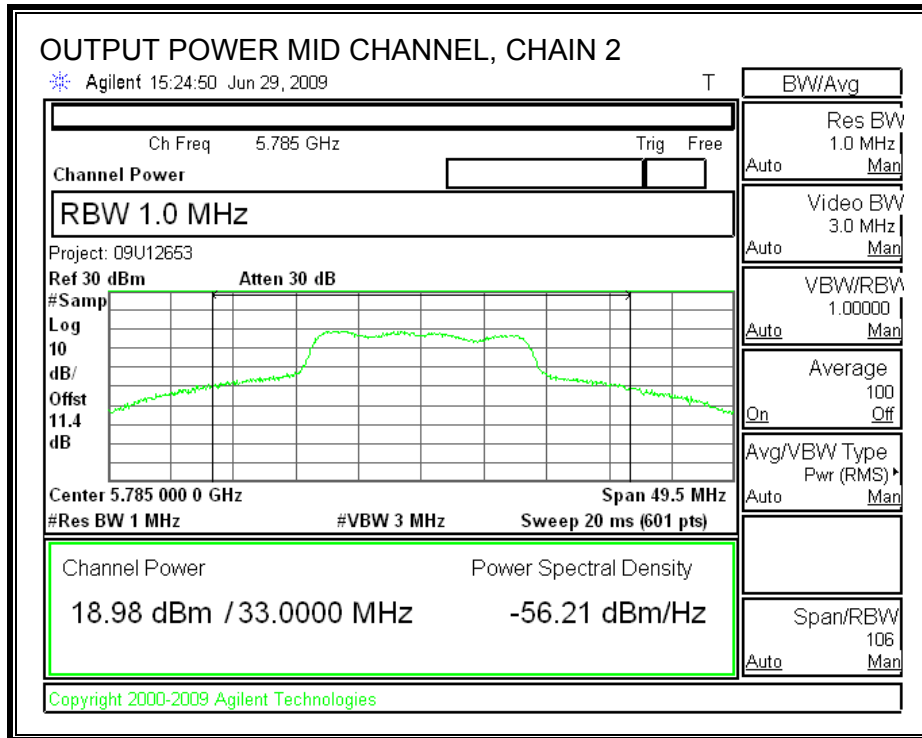 OUTPUT POWER MID CHANNEL, CHAIN 2
Agilent 15:24:50 Jun 29, 2009 T
BW/Avg
Ch Freq 5.785 GHz Trig Free
Channel Power
RBW 1.0 MHz
Project: 09U12653
Ref 30 dBm Atten 30 dB
#Samp
Log
10
dB/
Offst
11.4
dB
Center 5.785 000 0 GHz Span 49.5 MHz
#Res BW 1 MHz #VBW 3 MHz Sweep 20 ms (601 pts)
Channel Power Power Spectral Density
18.98 dBm / 33.0000 MHz -56.21 dBm/Hz
Copyright 2000-2009 Agilent Technologies
Res BW
1.0 MHz
Auto Man
Video BW
3.0 MHz
Auto Man
VBW/RBW
1.00000
Auto Man
Average
100
On Off
Avg/VBW Type
Pwr (RMS)
Auto Man
Span/RBW
106
Auto Man